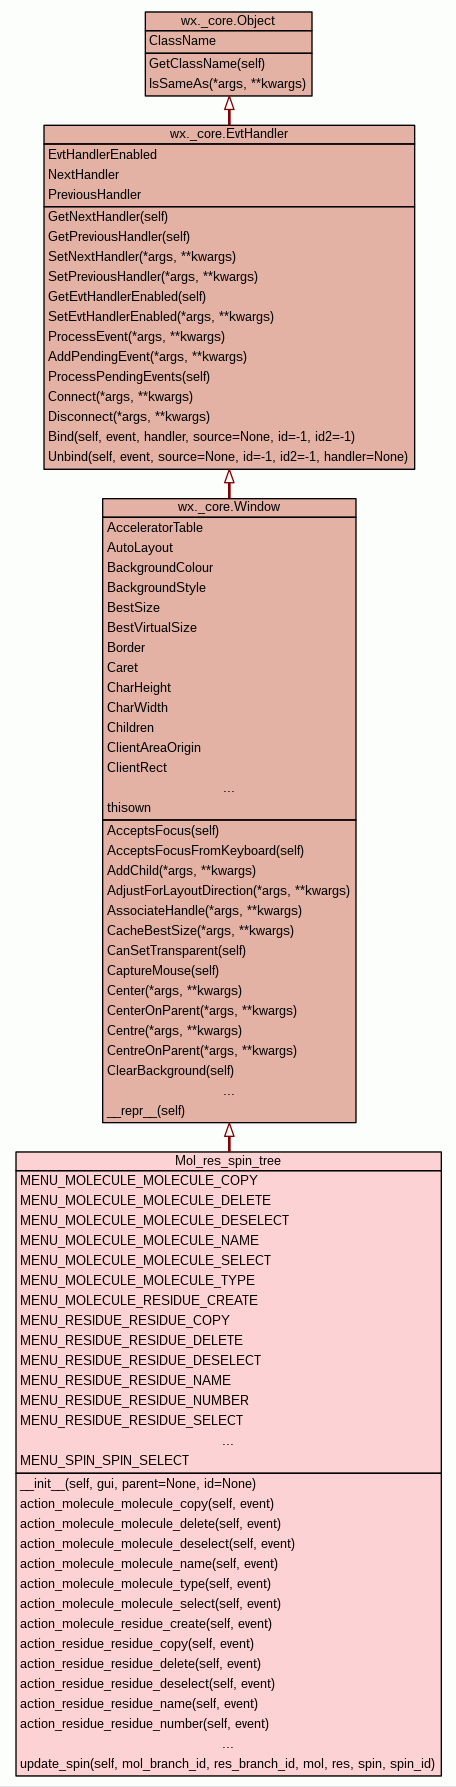 wx._core.Object
ClassName
GetClassName(self)
IsSameAs(*args, **kwargs)
wx._core.EvtHandler
EvtHandlerEnabled
NextHandler
PreviousHandler
GetNextHandler(self)
GetPreviousHandler(self)
SetNextHandler(*args, **kwargs)
SetPreviousHandler(*args, **kwargs)
GetEvtHandlerEnabled(self)
SetEvtHandlerEnabled(*args, **kwargs)
ProcessEvent(*args, **kwargs)
AddPendingEvent(*args, **kwargs)
ProcessPendingEvents(self)
Connect(*args, **kwargs)
Disconnect(*args, **kwargs)
Bind(self, event, handler, source=None, id=-1, id2=-1)
Unbind(self, event, source=None, id=-1, id2=-1, handler=None)
wx._core.Window
AcceleratorTable
AutoLayout
BackgroundColour
BackgroundStyle
BestSize
BestVirtualSize
Border
Caret
CharHeight
CharWidth
Children
ClientAreaOrigin
ClientRect
...
thisown
AcceptsFocus(self)
AcceptsFocusFromKeyboard(self)
AddChild(*args, **kwargs)
AdjustForLayoutDirection(*args, **kwargs)
AssociateHandle(*args, **kwargs)
CacheBestSize(*args, **kwargs)
CanSetTransparent(self)
CaptureMouse(self)
Center(*args, **kwargs)
CenterOnParent(*args, **kwargs)
Centre(*args, **kwargs)
CentreOnParent(*args, **kwargs)
ClearBackground(self)
...
__repr__(self)
Mol_res_spin_tree
MENU_MOLECULE_MOLECULE_COPY
MENU_MOLECULE_MOLECULE_DELETE
MENU_MOLECULE_MOLECULE_DESELECT
MENU_MOLECULE_MOLECULE_NAME
MENU_MOLECULE_MOLECULE_SELECT
MENU_MOLECULE_MOLECULE_TYPE
MENU_MOLECULE_RESIDUE_CREATE
MENU_RESIDUE_RESIDUE_COPY
MENU_RESIDUE_RESIDUE_DELETE
MENU_RESIDUE_RESIDUE_DESELECT
MENU_RESIDUE_RESIDUE_NAME
MENU_RESIDUE_RESIDUE_NUMBER
MENU_RESIDUE_RESIDUE_SELECT
...
MENU_SPIN_SPIN_SELECT
__init__(self, gui, parent=None, id=None)
action_molecule_molecule_copy(self, event)
action_molecule_molecule_delete(self, event)
action_molecule_molecule_deselect(self, event)
action_molecule_molecule_name(self, event)
action_molecule_molecule_type(self, event)
action_molecule_molecule_select(self, event)
action_molecule_residue_create(self, event)
action_residue_residue_copy(self, event)
action_residue_residue_delete(self, event)
action_residue_residue_deselect(self, event)
action_residue_residue_name(self, event)
action_residue_residue_number(self, event)
...
update_spin(self, mol_branch_id, res_branch_id, mol, res, spin, spin_id)